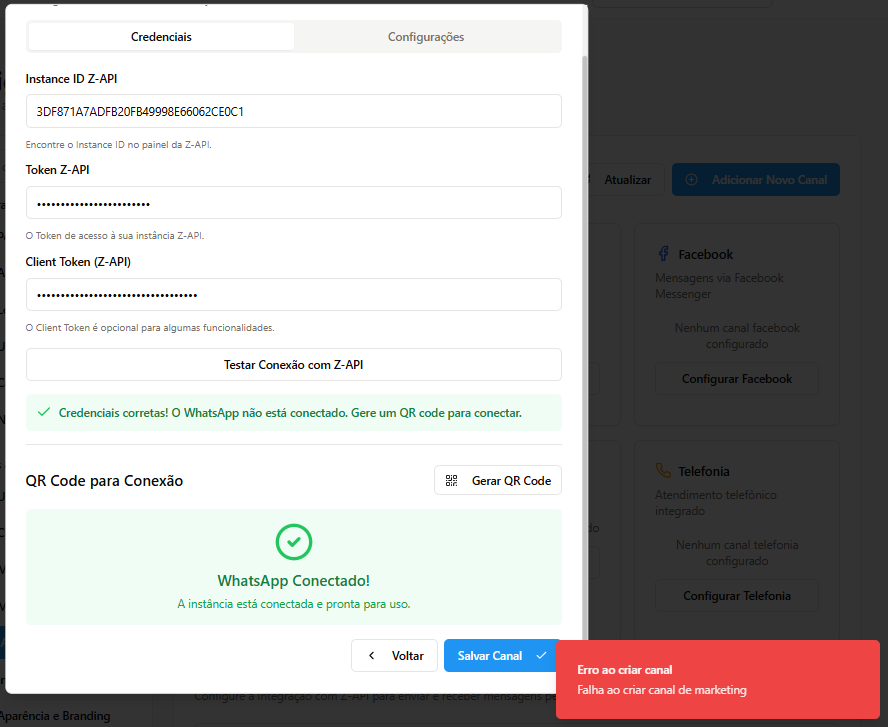 Credenciais
Configurações
Instance ID Z-API
3DF871A7ADFB20FB49998E66062CE0C1
Encontre o Instance ID no painel da Z-API.
Token Z-API
••••••••••••••••••••••••
O Token de acesso à sua instância Z-API.
Client Token (Z-API)
••••••••••••••••••••••••••••••••••
O Client Token é opcional para algumas funcionalidades.
Testar Conexão com Z-API
Credenciais corretas! O WhatsApp não está conectado. Gere um QR code para conectar.
QR Code para Conexão
Gerar QR Code
WhatsApp Conectado!
A instância está conectada e pronta para uso.
Voltar
Salvar Canal
Atualizar
Adicionar Novo Canal
Facebook
Mensagens via Facebook
Messenger
Nenhum canal facebook
configurado
Configurar Facebook
Telefonia
Atendimento telefônico
integrado
Nenhum canal telefonia
configurado
Configurar Telefonia
Erro ao criar canal
Falha ao criar canal de marketing
Configure a integração com Z-API para enviar e receber mensagens
Aparência e Branding